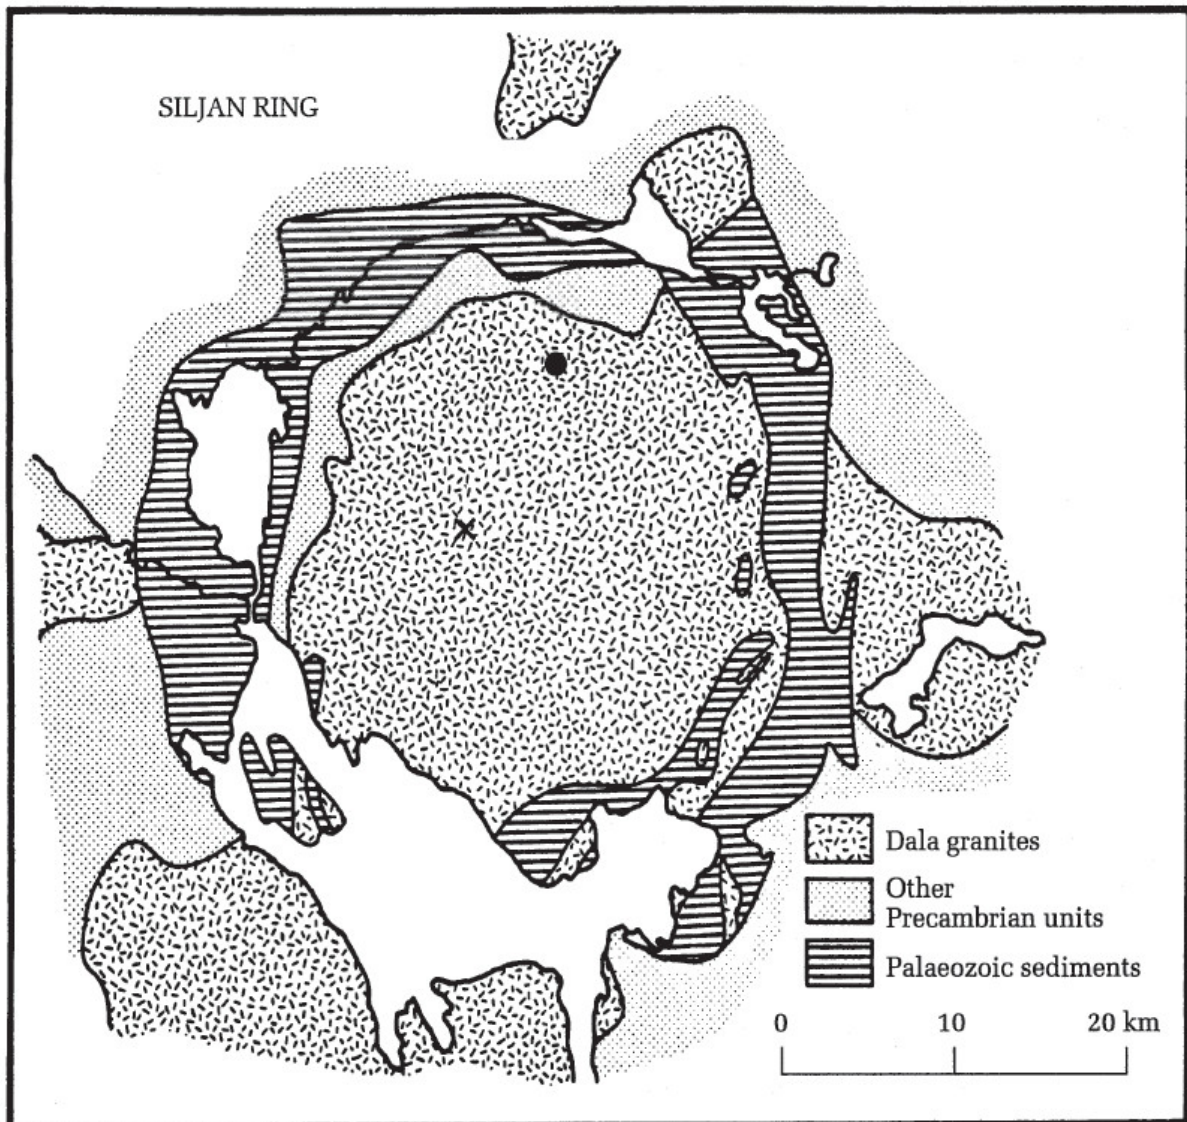 SILJAN RING
Dala granites
Other
Precambrian units
Palaeozoic sediments
0 10 20 km